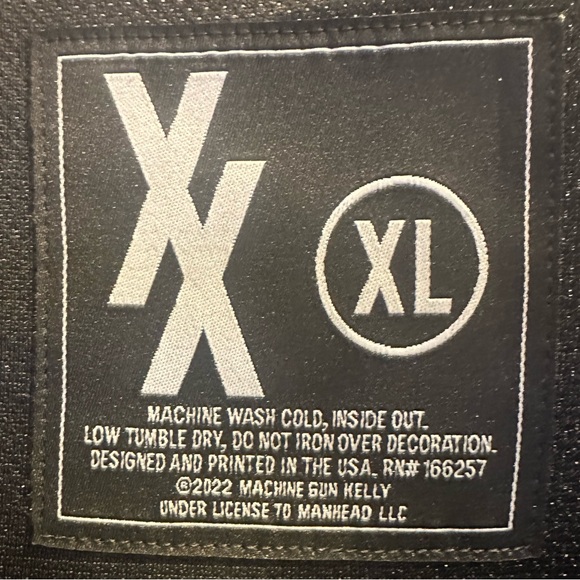 XX
XL
MACHINE WASH COLD, INSIDE OUT.
LOW TUMBLE DRY, DO NOT IRON OVER DECORATION.
DESIGNED AND PRINTED IN THE USA. RN# 166257
©2022 MACHINE GUN KELLY
UNDER LICENSE TO MANHEAD LLC